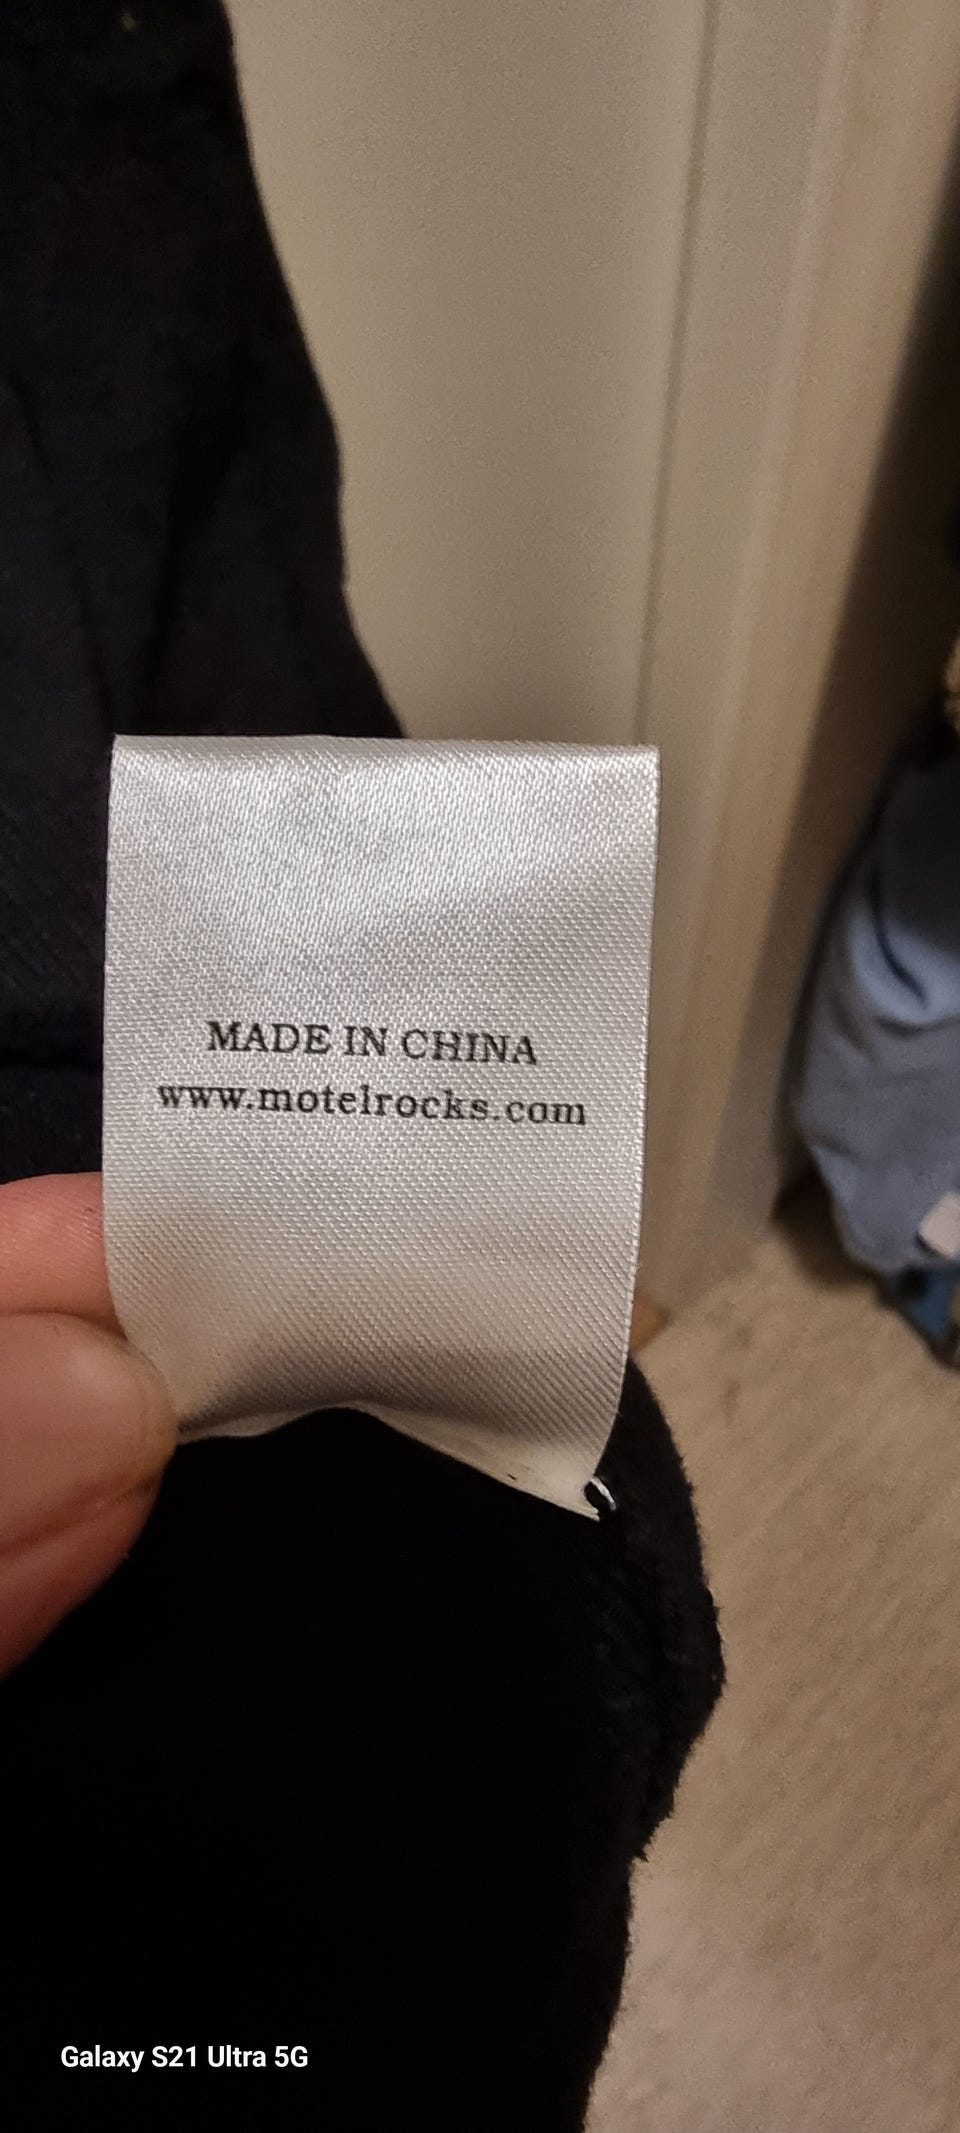 MADE IN CHINA
www.motelrocks.com
Galaxy S21 Ultra 5G